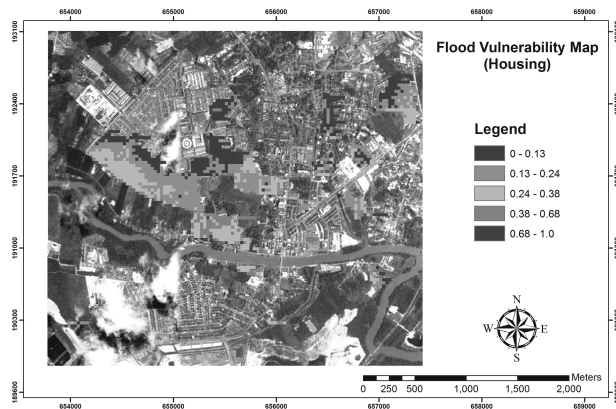 654000 655000 656000 657000 658000 659000
193100
192400
191700
191000
190300
189600
Flood Vulnerability Map
(Housing)
Legend
0 - 0.13
0.13 - 0.24
0.24 - 0.38
0.38 - 0.68
0.68 - 1.0
N
W E
S
Meters
0 250 500 1,000 1,500 2,000
654000 655000 656000 657000 658000 659000